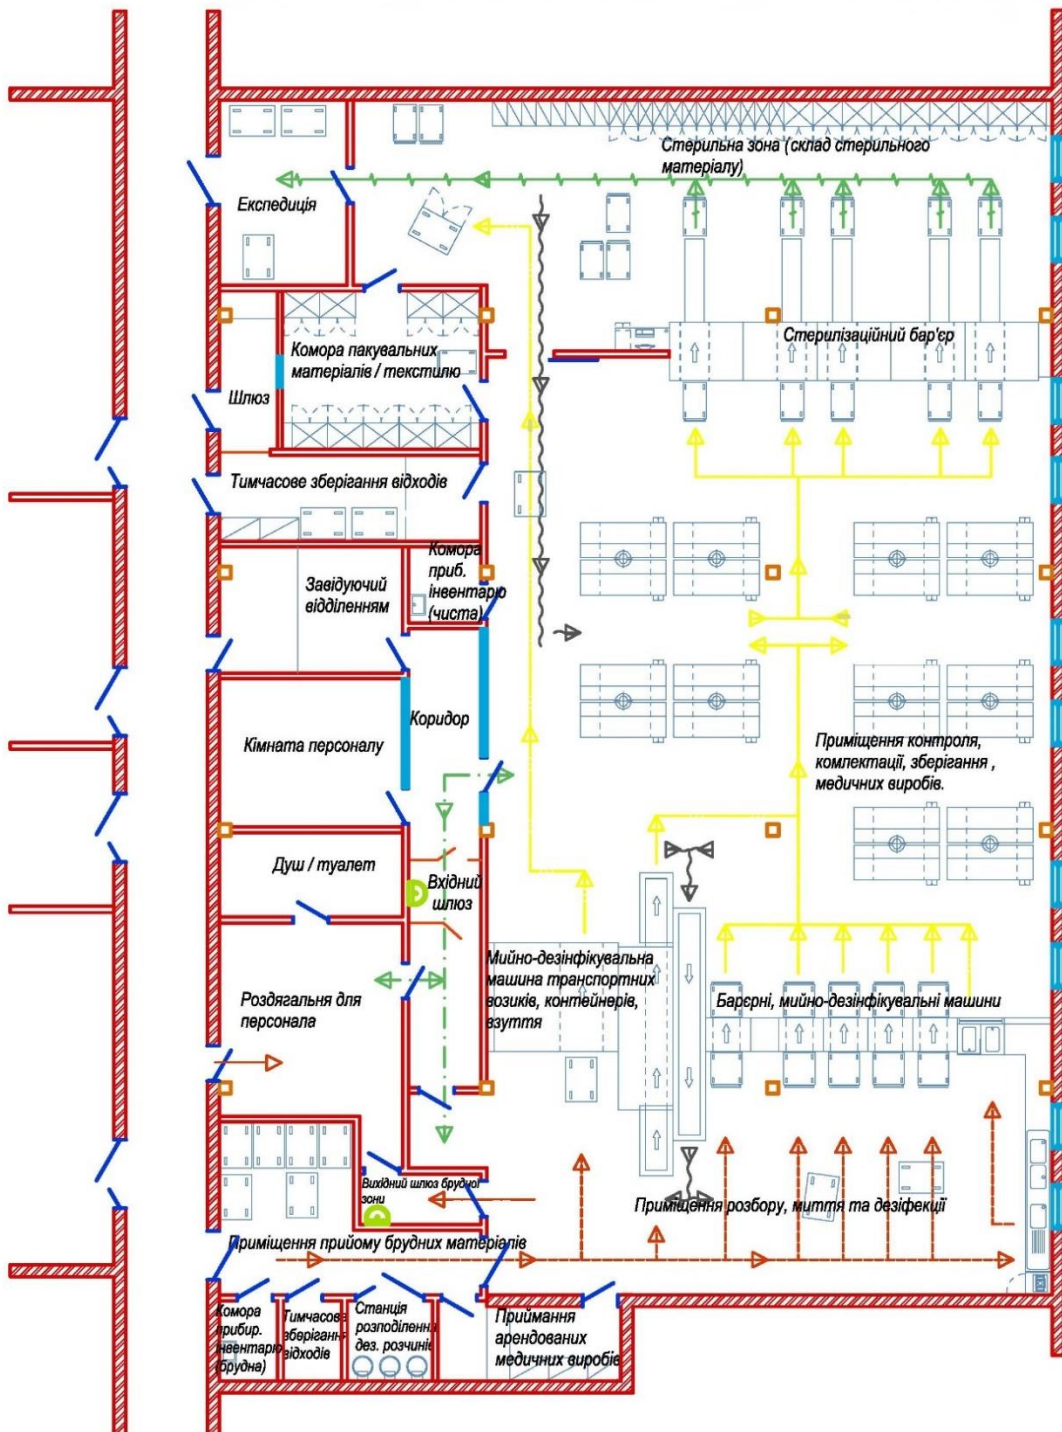 Стерильна зона (склад стерильного
матеріалу)
Експедиція
Стерилізаційний бар'єр
Комора пакувальних
матеріалів / текстилю
Шлюз
Тимчасове зберігання відходів
Комора
приб.
інвентарю
(чиста)
Завідуючий
відділенням
Коридор
Кімната персоналу
Приміщення контроля,
комлектації, зберігання ,
медичних виробів.
Душ / туалет
Вхідний
шлюз
Мийно-дезінфікувальна
машина транспортних
возиків, контейнерів,
взуття
Барєрні, мийно-дезінфікувальні машини
Роздягальня для
персонала
Вихідний шлюз брудної
зони
Приміщення розбору, миття та дезіфекції
Приміщення прийому брудних матеріалів
Комора
прибир.
інвентарю
(брудна)
Тимчасове
зберігання
відходів
Станція
розподілення
дез. розчинів
Приймання
арендованих
медичних виробів